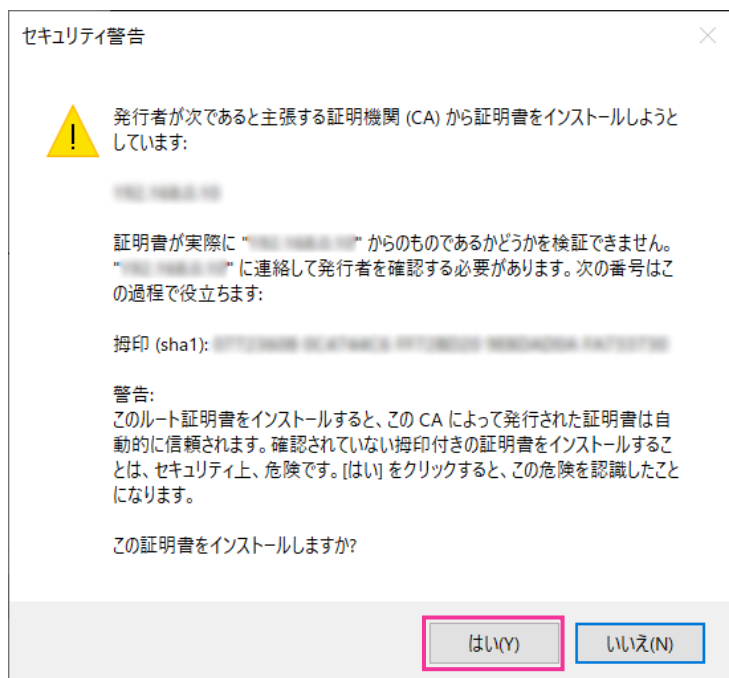 セキュリティ警告
発行者が次であると主張する証明機関 (CA) から証明書をインストールしようと
しています:
証明書が実際に "" からのものであるかどうかを検証できません。
"" に連絡して発行者を確認する必要があります。次の番号はこ
の過程で役立ちます:
拇印 (sha1):
警告:
このルート証明書をインストールすると、この CA によって発行された証明書は自
動的に信頼されます。確認されていない拇印付きの証明書をインストールするこ
とは、セキュリティ上、危険です。[はい] をクリックすると、この危険を認識したこと
になります。
この証明書をインストールしますか?
はい(Y)
いいえ(N)